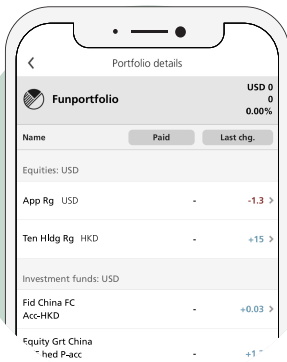 Portfolio details
Funportfolio
USD 0
0
0.00%
Name Paid Last chg.
Equities: USD
App Rg USD - -1.3
Ten Hldg Rg HKD - +15
Investment funds: USD
Fid China FC
Acc-HKD - +0.03
Equity Grt China
hed P-acc -